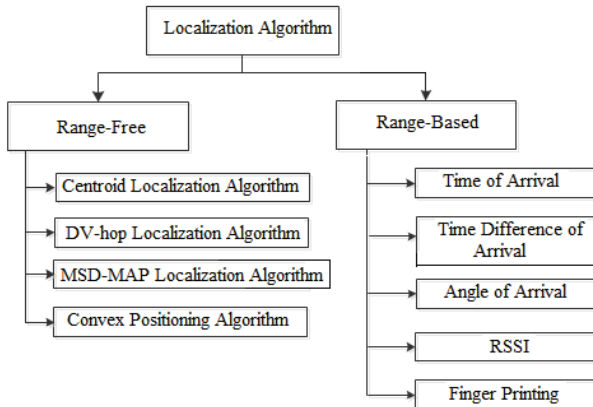 Localization Algorithm
Range-Free
Centroid Localization Algorithm
DV-hop Localization Algorithm
MSD-MAP Localization Algorithm
Convex Positioning Algorithm
Range-Based
Time of Arrival
Time Difference of
Arrival
Angle of Arrival
RSSI
Finger Printing